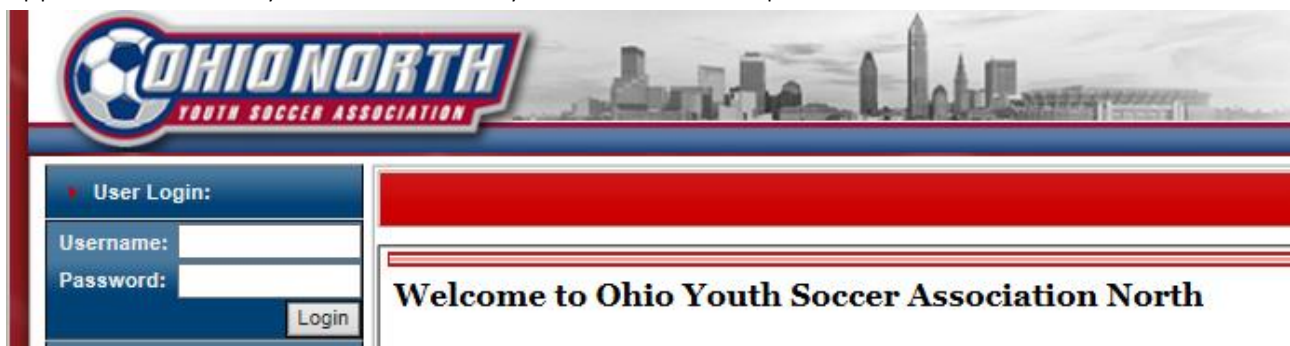 OHIO NORTH
YOUTH SOCCER ASSOCIATION
User Login:
Username:
Password:
Login
Welcome to Ohio Youth Soccer Association North